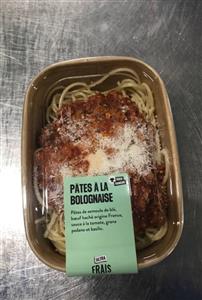 PÂTES À LA
BOLOGNAISE
Pâtes de semoule de blé,
bœuf haché origine France,
sauce à la tomate, grana
padano et basilic.
ULTRA
FRAIS